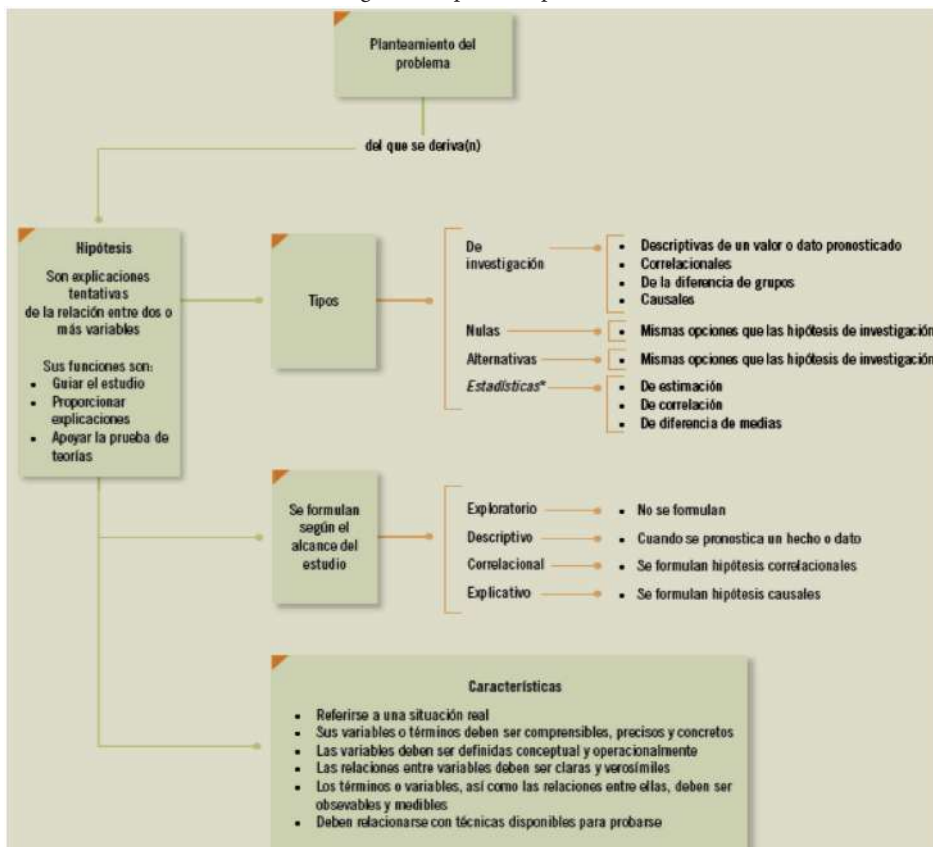 Planteamiento del
problema
del que se deriva(n)
Hipótesis
Son explicaciones
tentativas
de la relación entre dos o
más variables
Sus funciones son:
▪ Guiar el estudio
▪ Proporcionar
explicaciones
▪ Apoyar la prueba de
teorías
Tipos
De
investigación
▪ Descriptivas de un valor o dato pronosticado
▪ Correlacionales
▪ De la diferencia de grupos
▪ Causales
Nulas
▪ Mismas opciones que las hipótesis de investigación
Alternativas
▪ Mismas opciones que las hipótesis de investigación
Estadísticas*
▪ De estimación
▪ De correlación
▪ De diferencia de medias
Se formulan
según el
alcance del
estudio
Exploratorio
▪ No se formulan
Descriptivo
▪ Cuando se pronostica un hecho o dato
Correlacional
▪ Se formulan hipótesis correlacionales
Explicativo
▪ Se formulan hipótesis causales
Características
▪ Referirse a una situación real
▪ Sus variables o términos deben ser comprensibles, precisos y concretos
▪ Las variables deben ser definidas conceptual y operacionalmente
▪ Las relaciones entre variables deben ser claras y verosímiles
▪ Los términos o variables, así como las relaciones entre ellas, deben ser
obsevables y medibles
▪ Deben relacionarse con técnicas disponibles para probarse